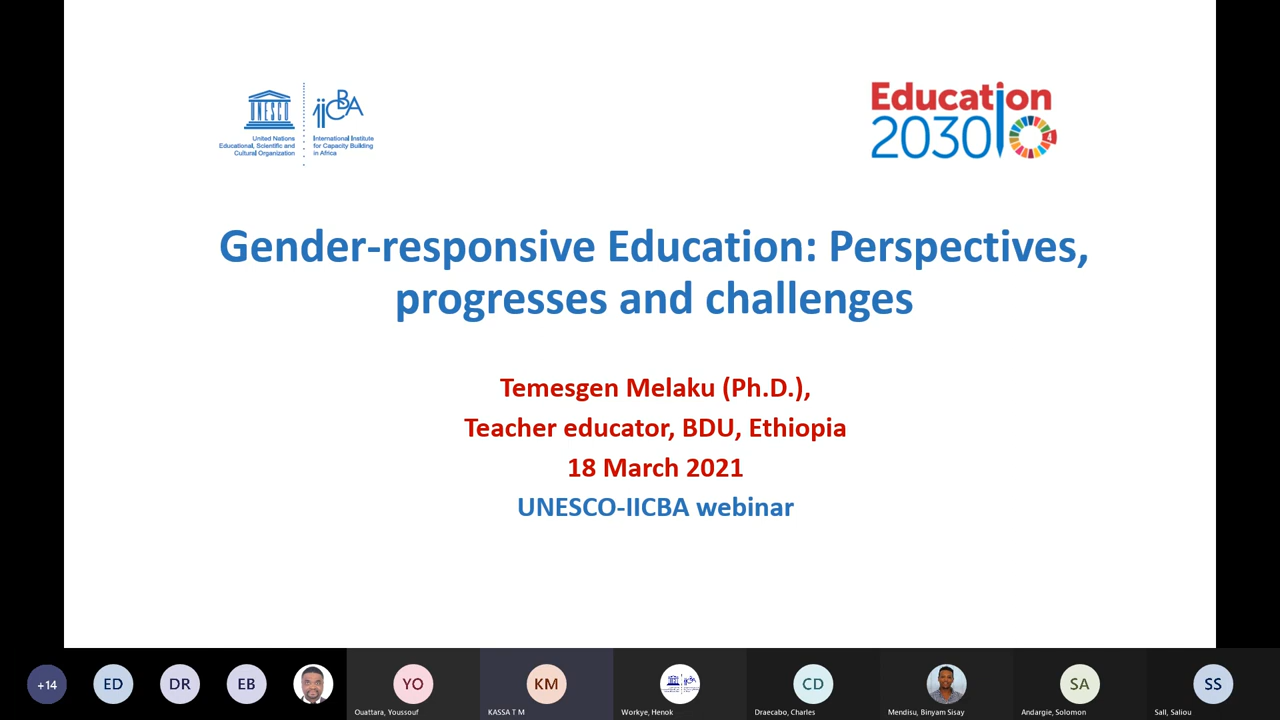 UNESCO
United Nations
Educational, Scientific and
Cultural Organization
iicBA
International Institute
for Capacity Building
in Africa
Education
2030
4
Gender-responsive Education: Perspectives,
progresses and challenges
Temesgen Melaku (Ph.D.),
Teacher educator, BDU, Ethiopia
18 March 2021
UNESCO-IICBA webinar
+14
ED
DR
EB
YO
Ouattara, Youssouf
KM
KASSA T M
Workye, Henok
CD
Draecabo, Charles
Mendisu, Binyam Sisay
SA
Andargie, Solomon
SS
Sall, Saliou